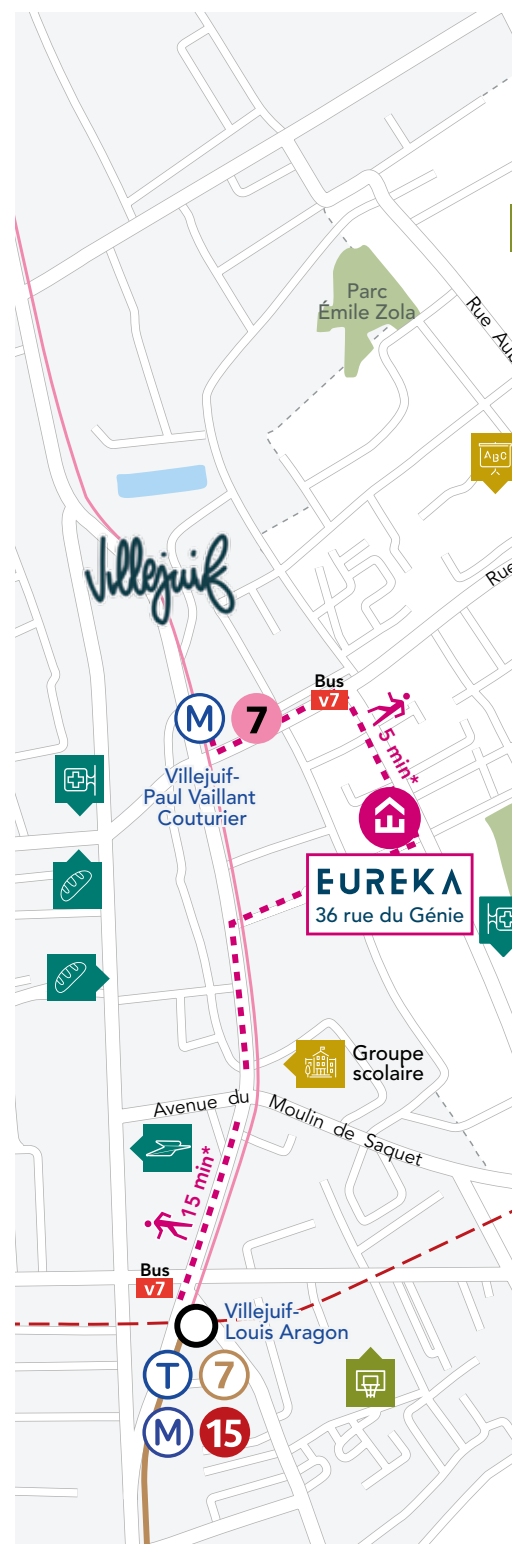 Parc
Émile Zola
Rue
ABC
Villejuif
Rue
Bus
v7
M 7
5 min*
Villejuif-
Paul Vaillant
Couturier
EUREKA
36 rue du Génie
Groupe
scolaire
Avenue du Moulin de Saquet
15 min*
Bus
v7
Villejuif-
Louis Aragon
T 7
M 15